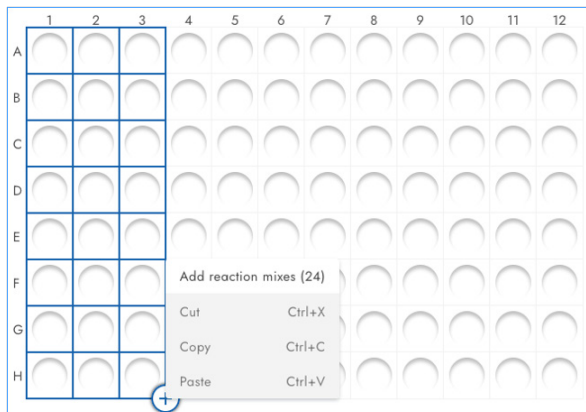 1 2 3 4 5 6 7 8 9 10 11 12
A
B
C
D
E
F
G
H
Add reaction mixes (24)
Cut Ctrl+X
Copy Ctrl+C
Paste Ctrl+V